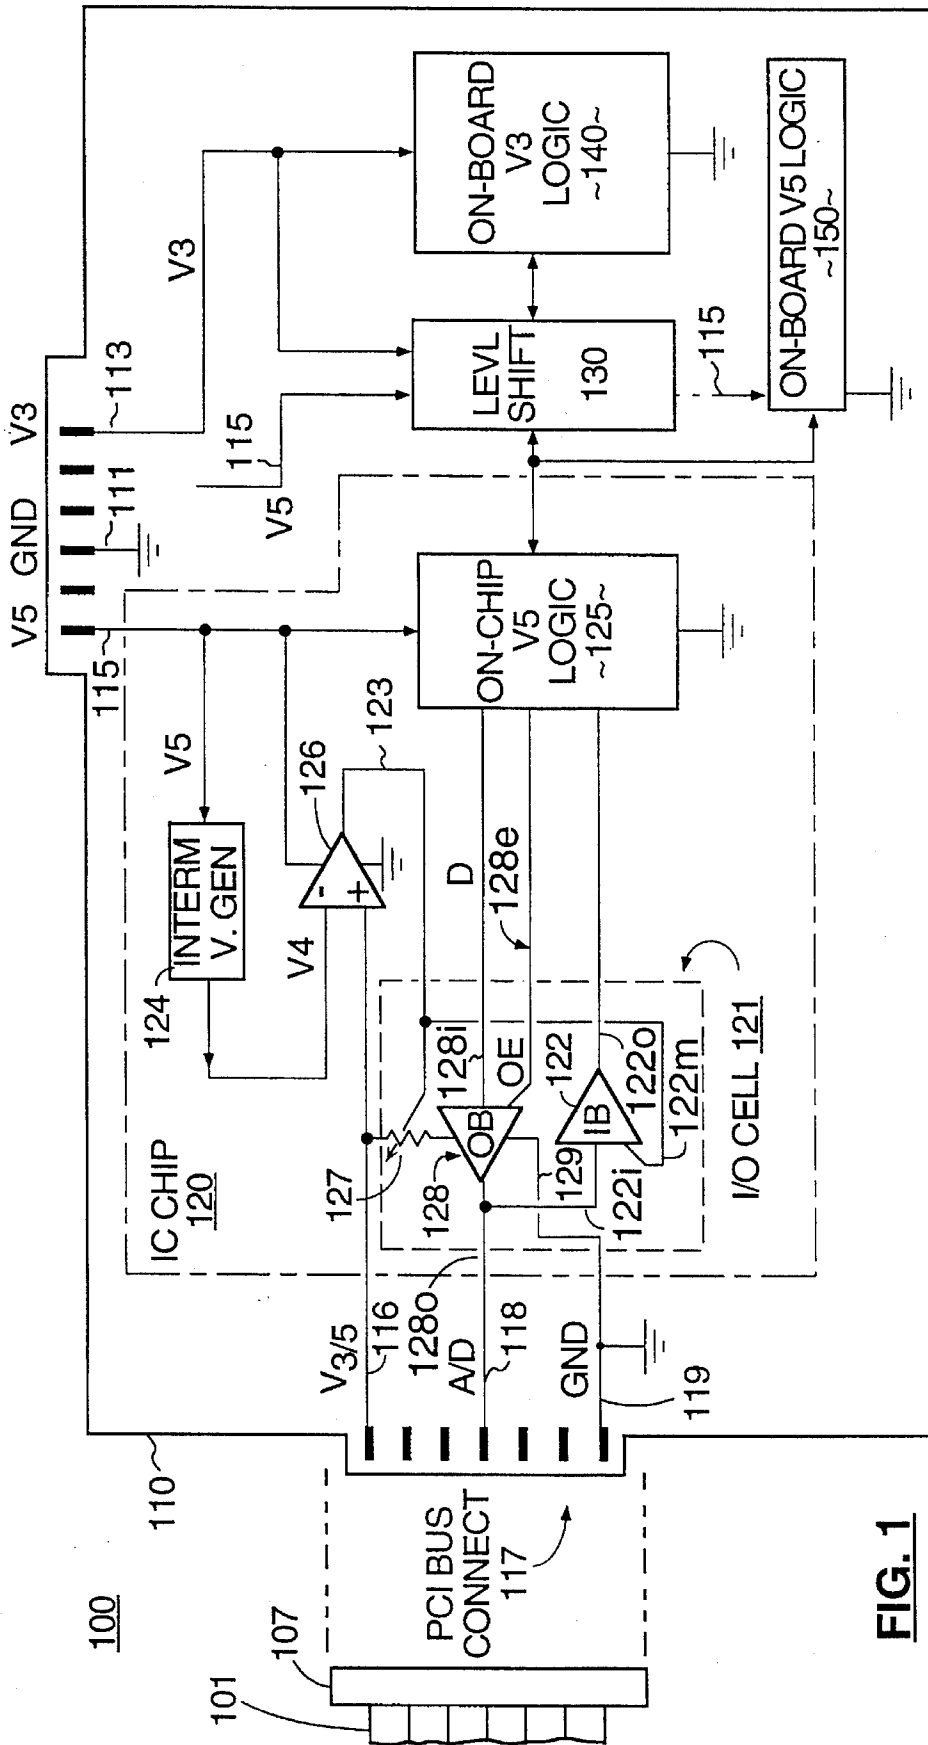 100
101
107
110
PCI BUS
CONNECT
117
V5
GND
V3
115
111
113
V3
V5
V5
115
IC CHIP
120
124
INTERM
V. GEN
V4
-
+
126
123
127
V3/5
116
128o
A/D
118
GND
119
128
OB
128i
D
OE
128e
129
IB
122
122i
122o
122m
I/O CELL 121
ON-CHIP
V5
LOGIC
~125~
LEVL
SHIFT
130
ON-BOARD
V3
LOGIC
~140~
115
ON-BOARD V5 LOGIC
~150~
FIG. 1